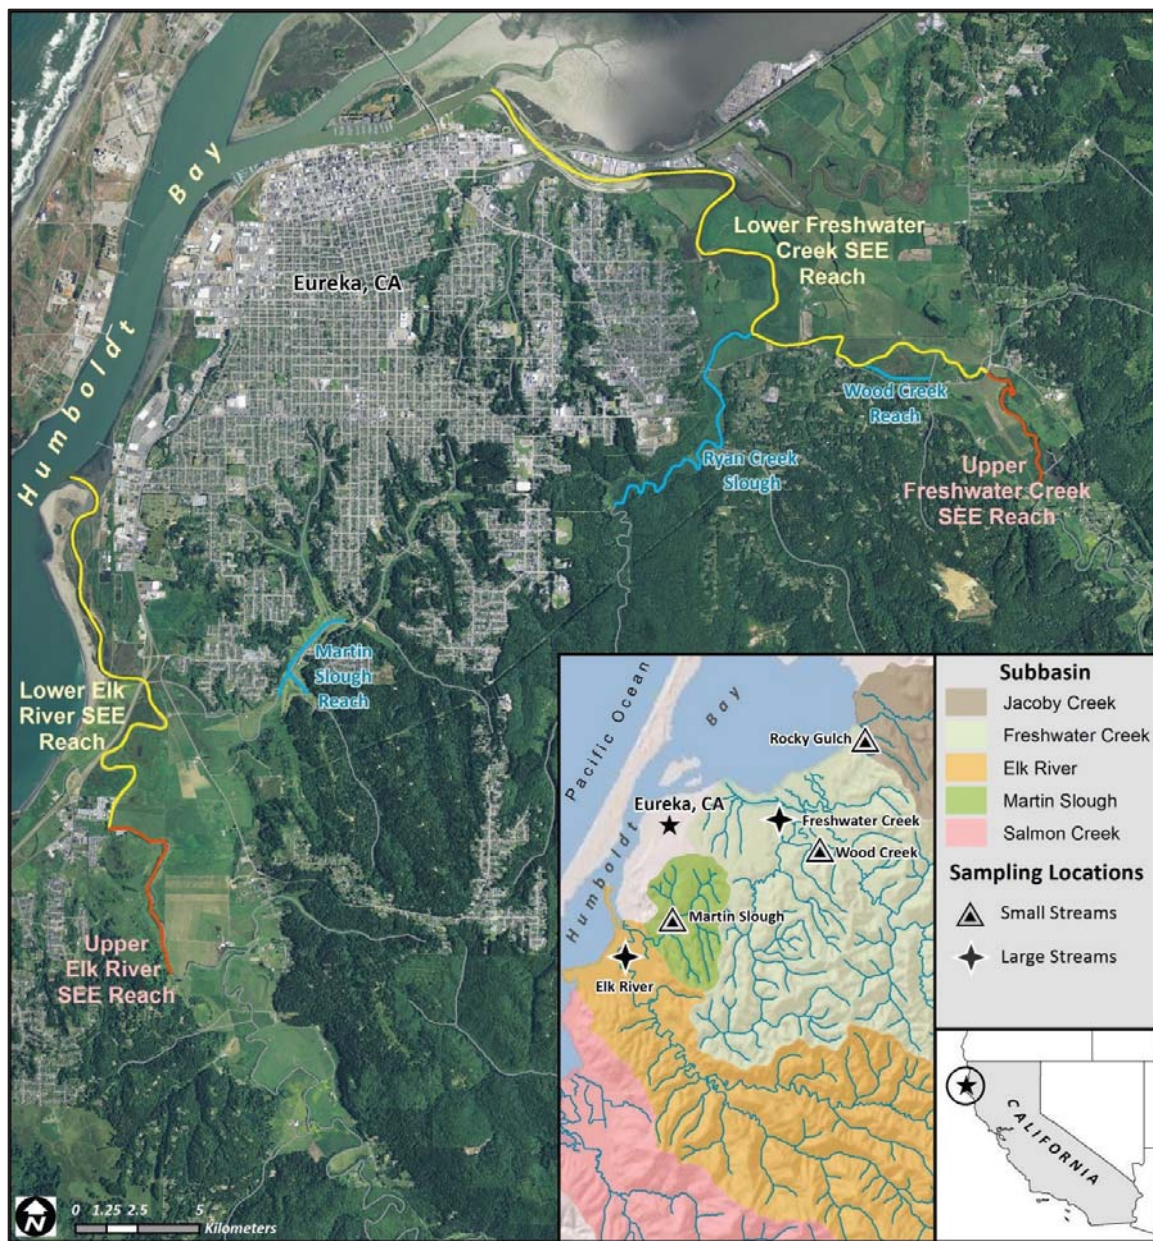 Humboldt Bay
Eureka, CA
Lower Freshwater
Creek SEE
Reach
Wood Creek
Reach
Ryan Creek
Slough
Upper
Freshwater Creek
SEE Reach
Martin
Slough
Reach
Lower Elk
River SEE
Reach
Upper
Elk River
SEE Reach
N
0 1.25 2.5 5
Kilometers
Pacific Ocean
Humboldt Bay
Rocky Gulch
Eureka, CA
Freshwater Creek
Wood Creek
Martin Slough
Elk River
Subbasin
Jacoby Creek
Freshwater Creek
Elk River
Martin Slough
Salmon Creek
Sampling Locations
Small Streams
Large Streams
CALIFORNIA